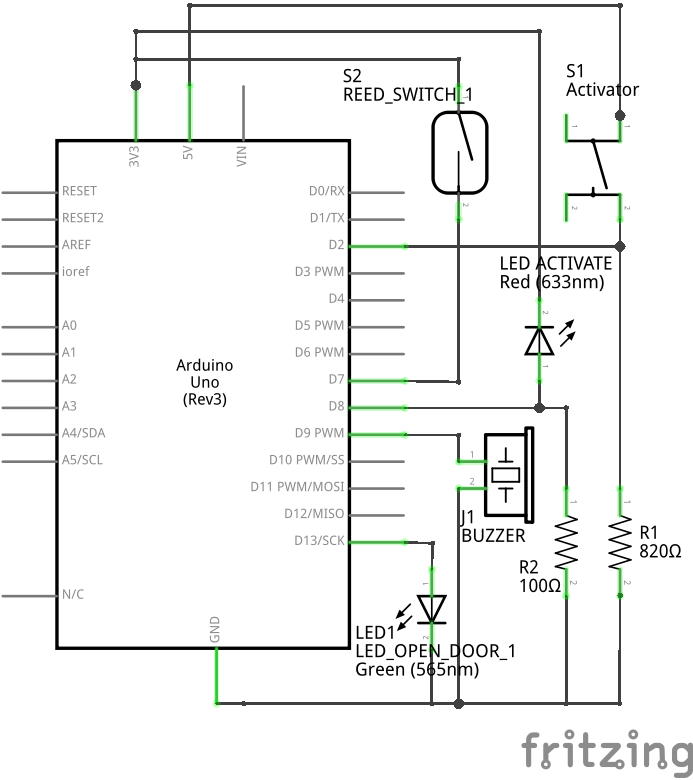 S2
REED_SWITCH_1
1
2
S1
Activator
1
1
2
2
3V3
5V
VIN
RESET
RESET2
AREF
ioref
A0
A1
A2
A3
A4/SDA
A5/SCL
N/C
Arduino
Uno
(Rev3)
D0/RX
D1/TX
D2
D3 PWM
D4
D5 PWM
D6 PWM
D7
D8
D9 PWM
D10 PWM/SS
D11 PWM/MOSI
D12/MISO
D13/SCK
GND
LED ACTIVATE
Red (633nm)
2
1
1
2
J1
BUZZER
1
2
R2
100Ω
1
2
R1
820Ω
1
2
LED1
LED_OPEN_DOOR_1
Green (565nm)
fritzing